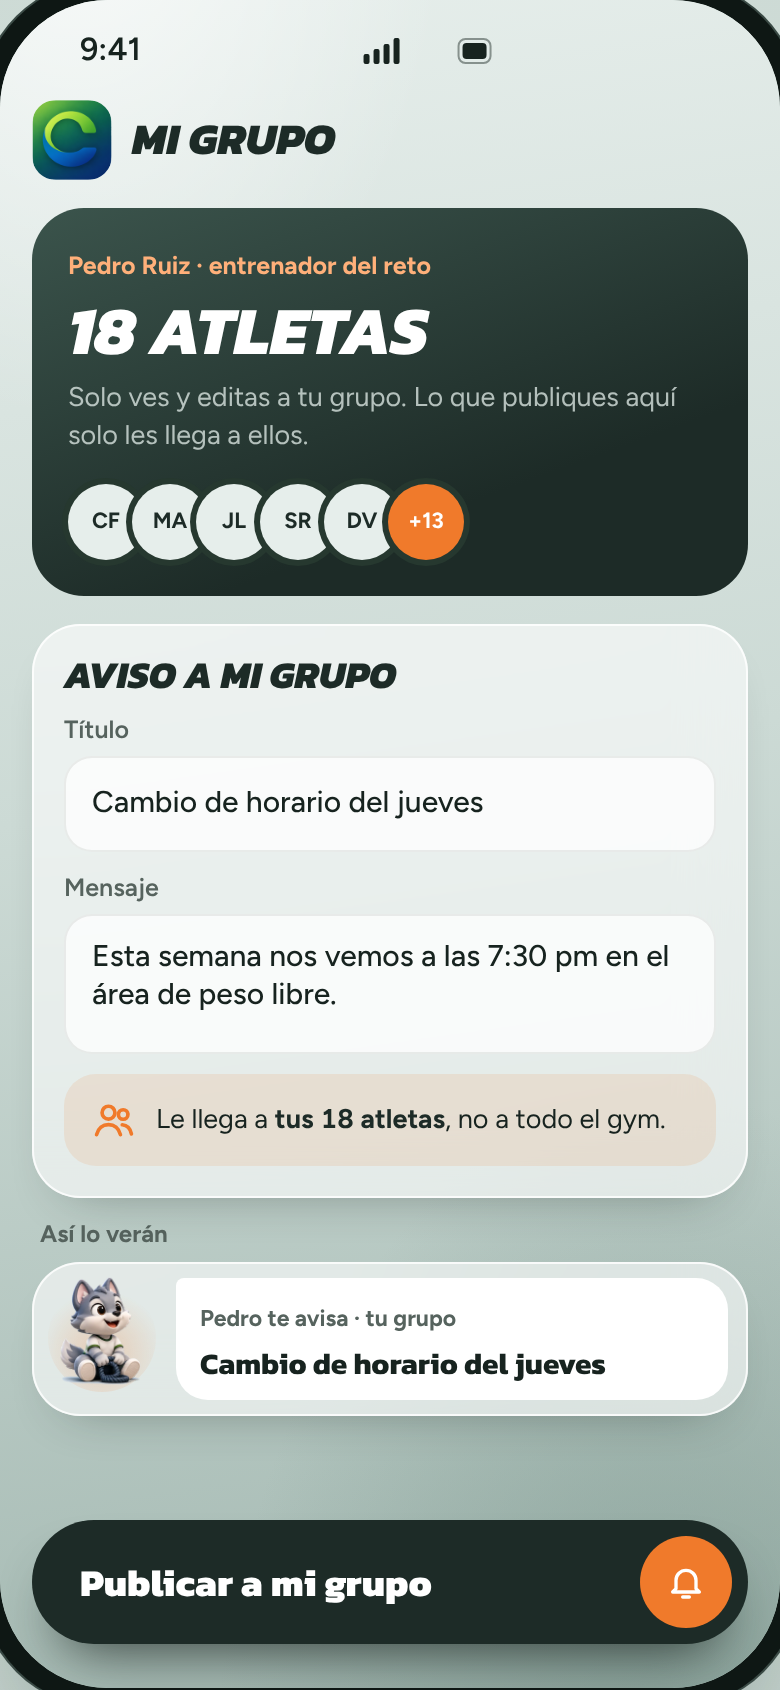 9:41
MI GRUPO
Pedro Ruiz · entrenador del reto
18 ATLETAS
Solo ves y editas a tu grupo. Lo que publiques aquí
solo les llega a ellos.
CF MA JL SR DV +13
AVISO A MI GRUPO
Título
Cambio de horario del jueves
Mensaje
Esta semana nos vemos a las 7:30 pm en el
área de peso libre.
Le llega a tus 18 atletas, no a todo el gym.
Así lo verán
Pedro te avisa · tu grupo
Cambio de horario del jueves
Publicar a mi grupo